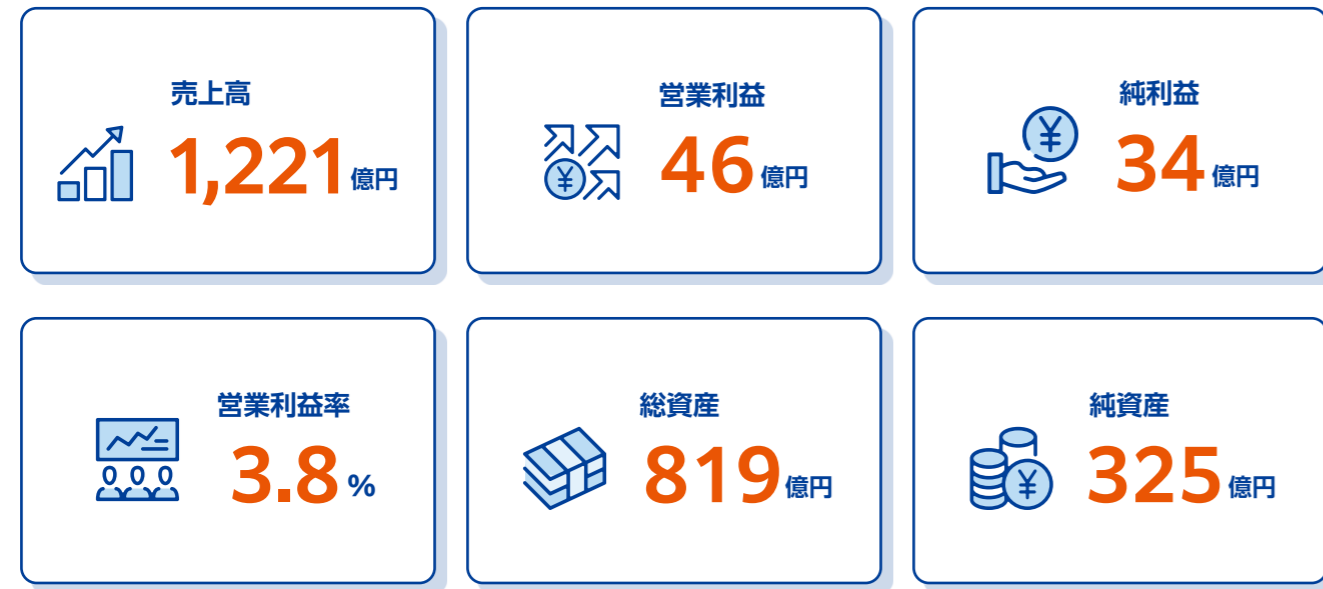 売上高
1,221億円
営業利益
46億円
純利益
34億円
営業利益率
3.8%
総資産
819億円
純資産
325億円